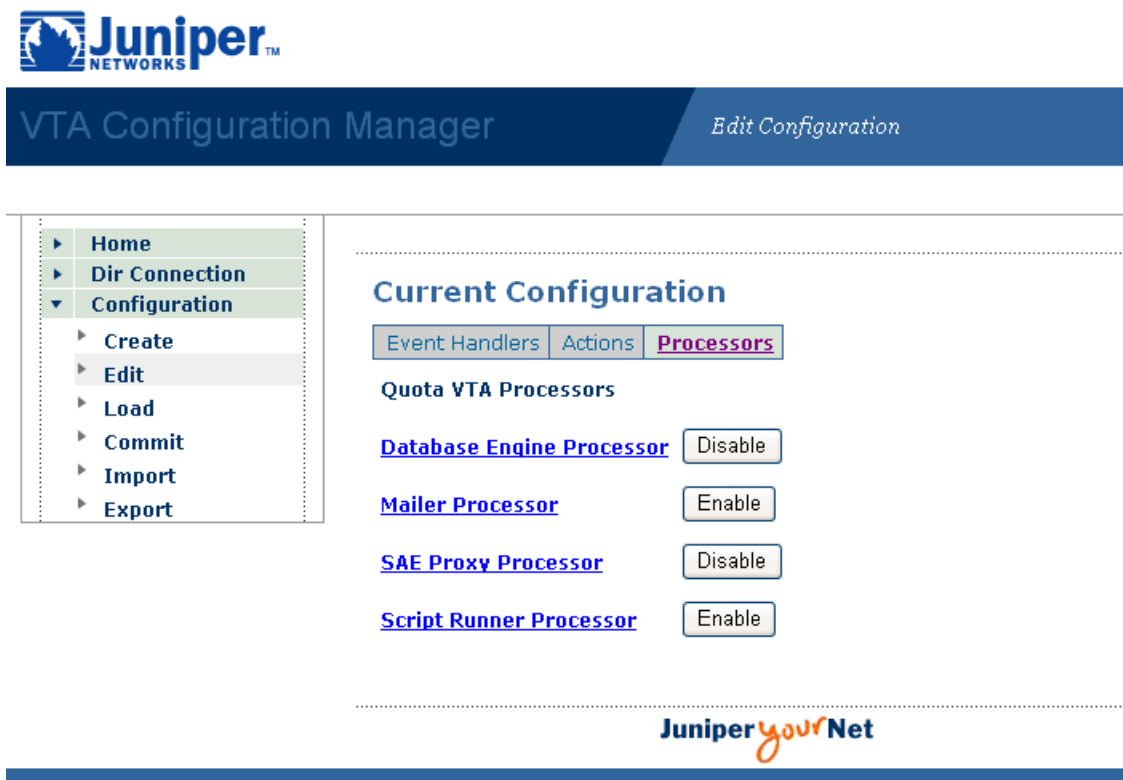 Juniper™
NETWORKS
VTA Configuration Manager
Edit Configuration
Home
Dir Connection
Configuration
Create
Edit
Load
Commit
Import
Export
Current Configuration
Event Handlers Actions Processors
Quota VTA Processors
Database Engine Processor Disable
Mailer Processor Enable
SAE Proxy Processor Disable
Script Runner Processor Enable
Juniper your Net